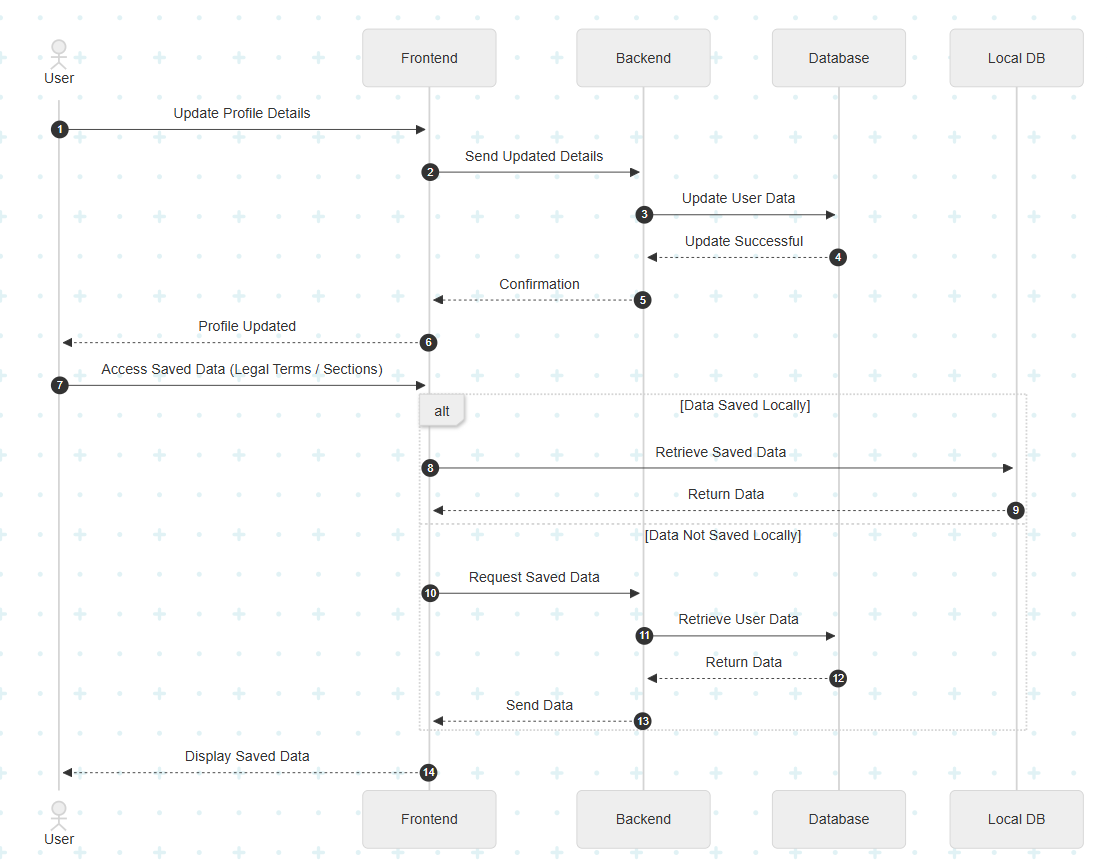 User
Frontend
Backend
Database
Local DB
Update Profile Details
1
Send Updated Details
2
Update User Data
3
Update Successful
4
Confirmation
5
Profile Updated
6
Access Saved Data (Legal Terms / Sections)
7
alt
[Data Saved Locally]
Retrieve Saved Data
8
Return Data
9
[Data Not Saved Locally]
Request Saved Data
10
Retrieve User Data
11
Return Data
12
Send Data
13
Display Saved Data
14
User
Frontend
Backend
Database
Local DB